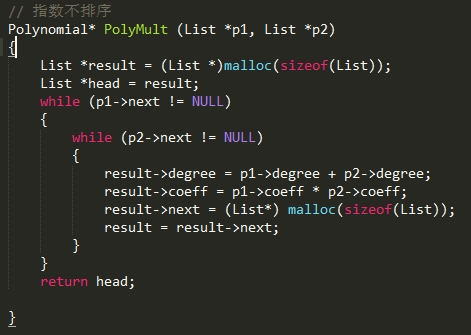 // 指数不排序
Polynomial* PolyMult (List *p1, List *p2)
{
    List *result = (List *)malloc(sizeof(List));
    List *head = result;
    while (p1->next != NULL)
    {
        while (p2->next != NULL)
        {
            result->degree = p1->degree + p2->degree;
            result->coeff = p1->coeff * p2->coeff;
            result->next = (List*) malloc(sizeof(List));
            result = result->next;
        }
    }
    return head;

}